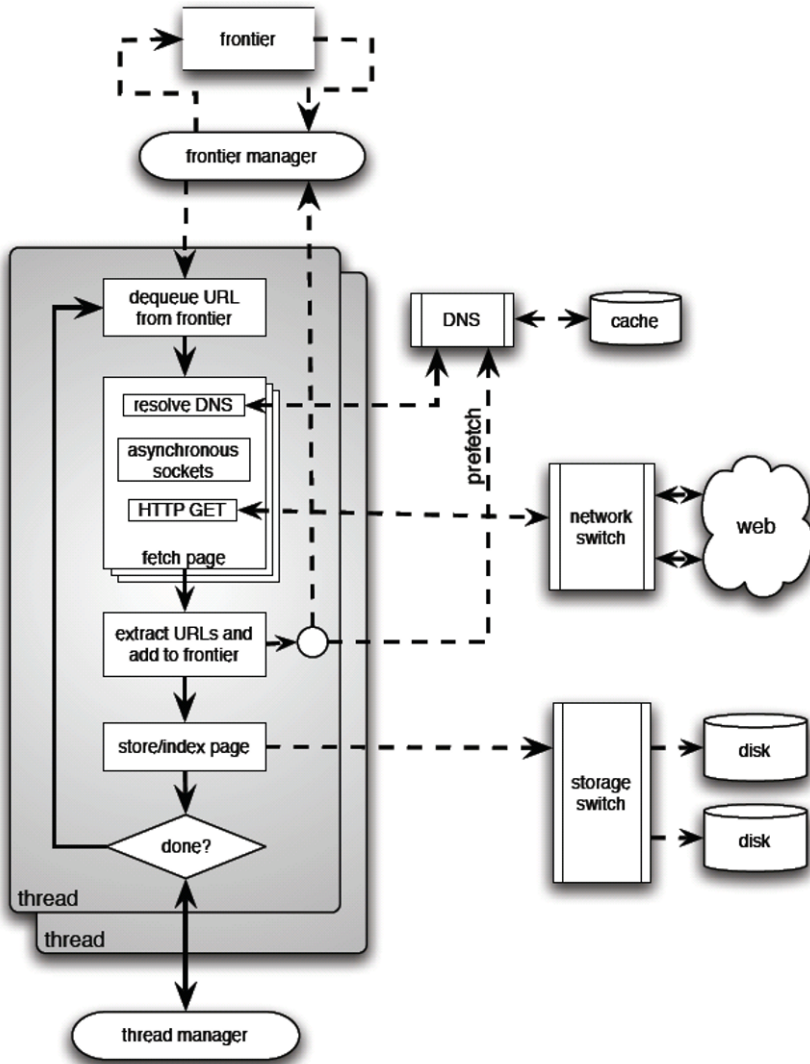 frontier
frontier manager
dequeue URL
from frontier
DNS
cache
resolve DNS
asynchronous
sockets
HTTP GET
fetch page
prefetch
network
switch
web
extract URLs and
add to frontier
store/index page
storage
switch
disk
disk
done?
thread
thread
thread manager